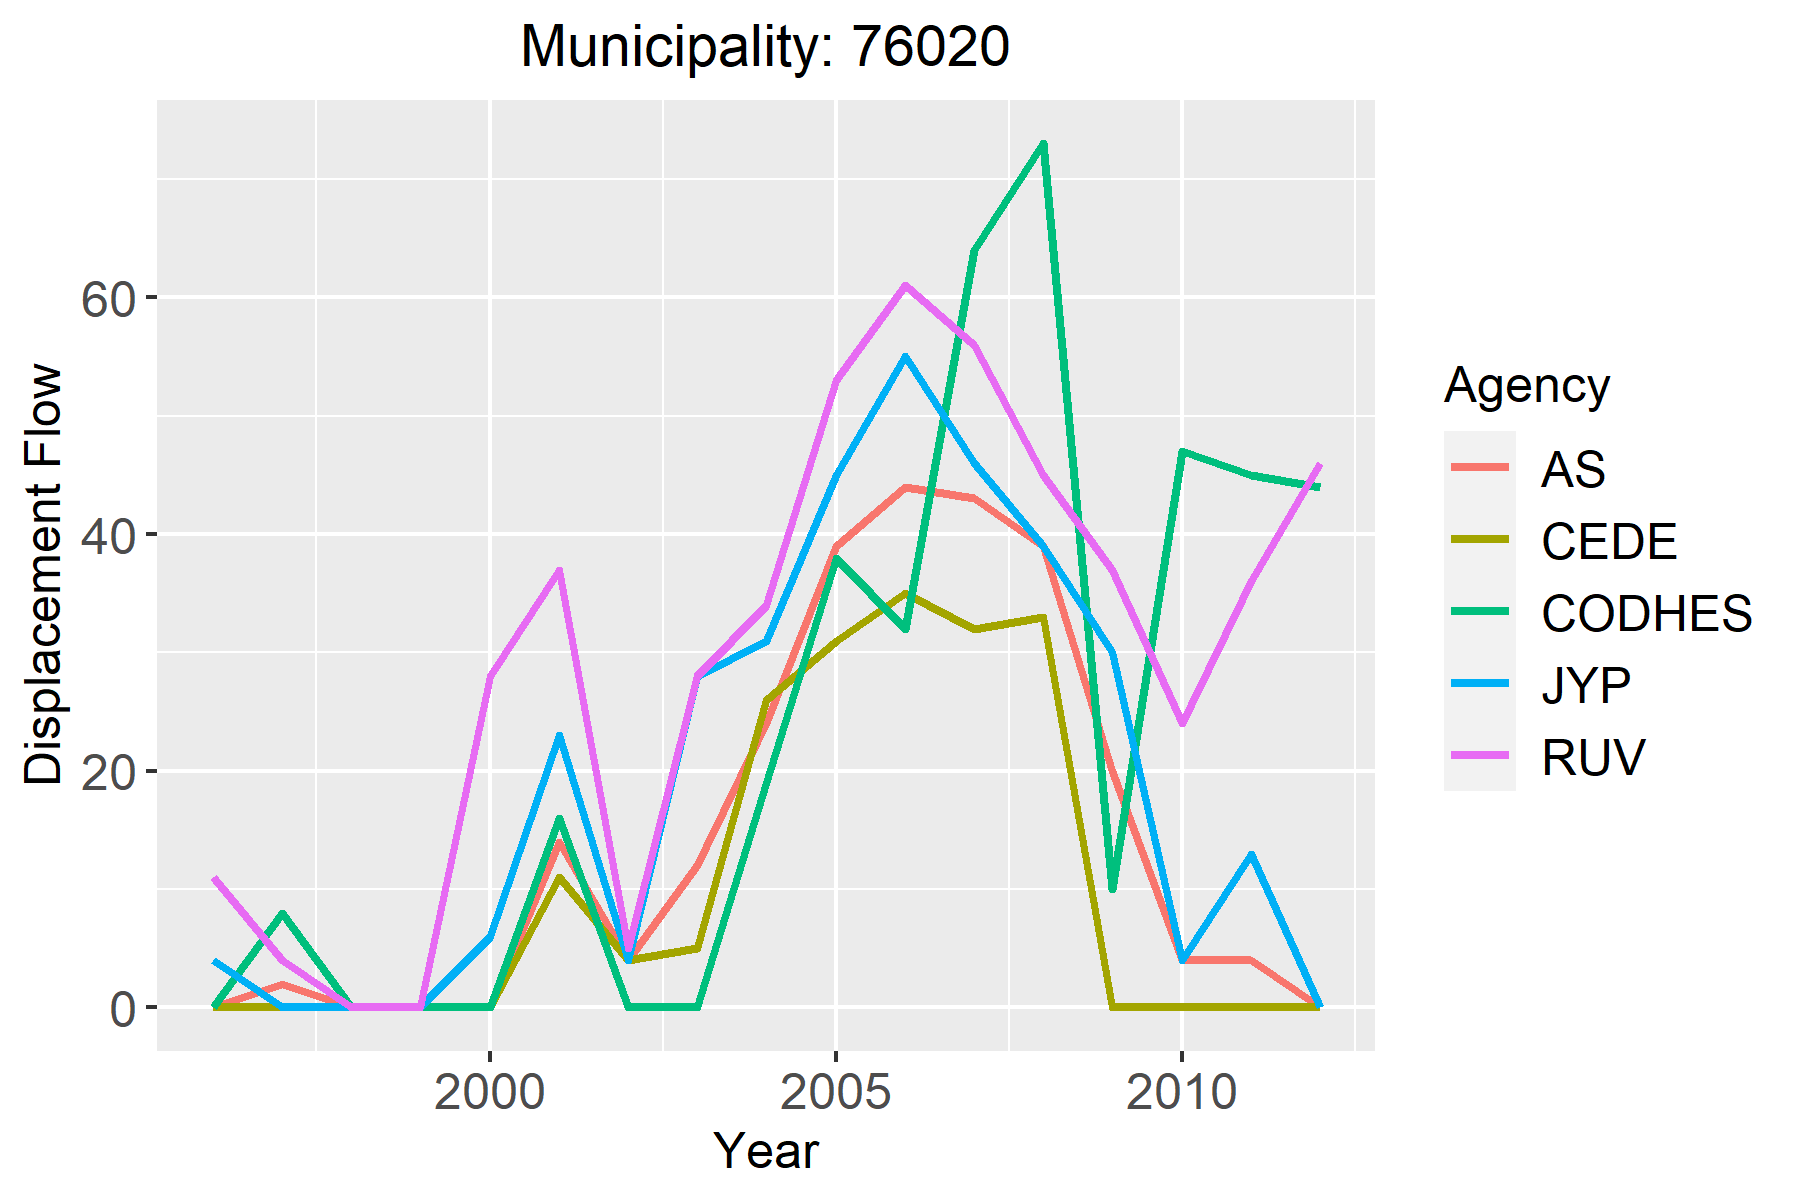 Municipality: 76020
Displacement Flow
60
40
20
0
2000 2005 2010
Year
Agency
AS
CEDE
CODHES
JYP
RUV